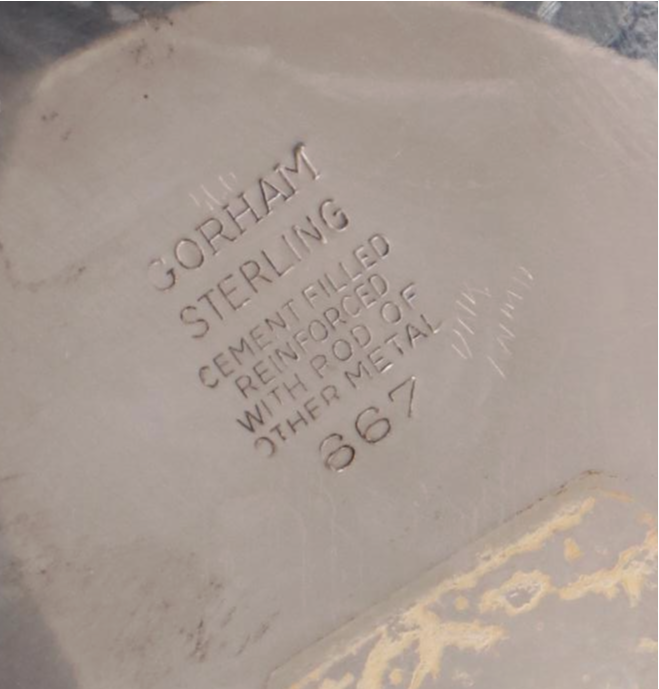 GORHAM
STERLING
CEMENT FILLED
REINFORCED
WITH ROD OF
OTHER METAL
667